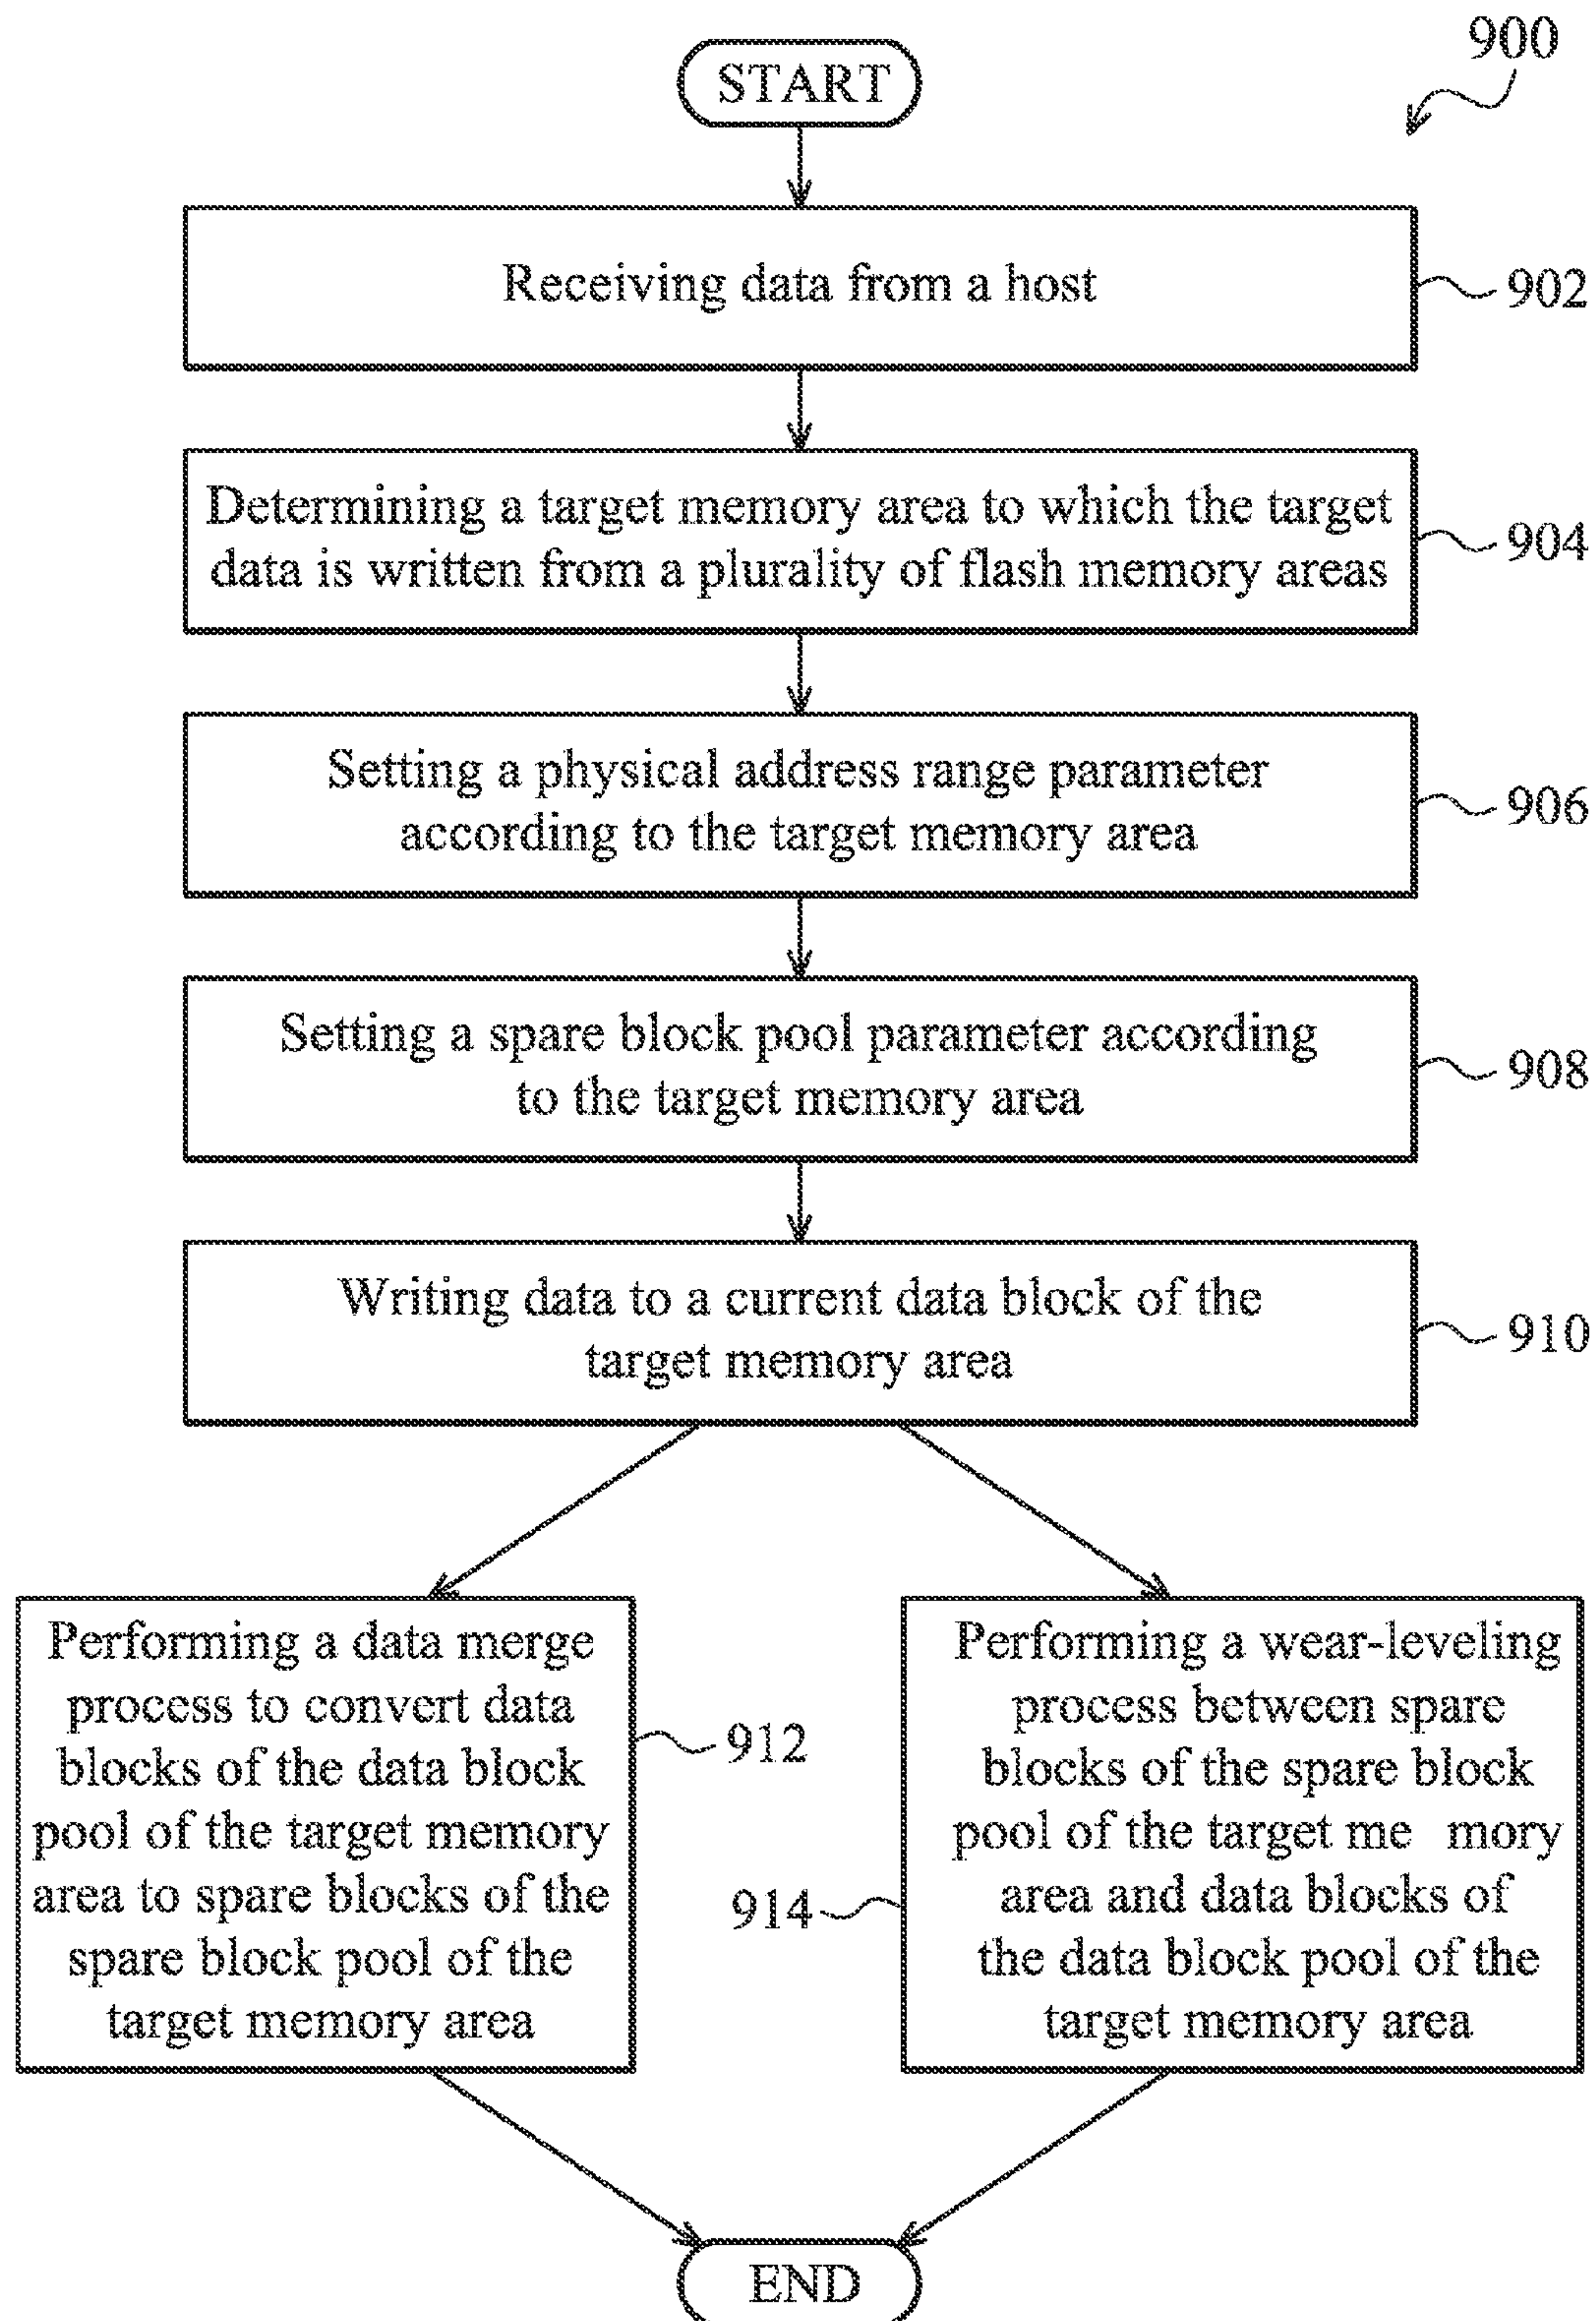 900
START
Receiving data from a host
902
Determining a target memory area to which the target
data is written from a plurality of flash memory areas
904
Setting a physical address range parameter
according to the target memory area
906
Setting a spare block pool parameter according
to the target memory area
908
Writing data to a current data block of the
target memory area
910
Performing a data merge
process to convert data
blocks of the data block
pool of the target memory
area to spare blocks of the
spare block pool of the
target memory area
912
Performing a wear-leveling
process between spare
blocks of the spare block
pool of the target me mory
area and data blocks of
the data block pool of the
target memory area
914
END